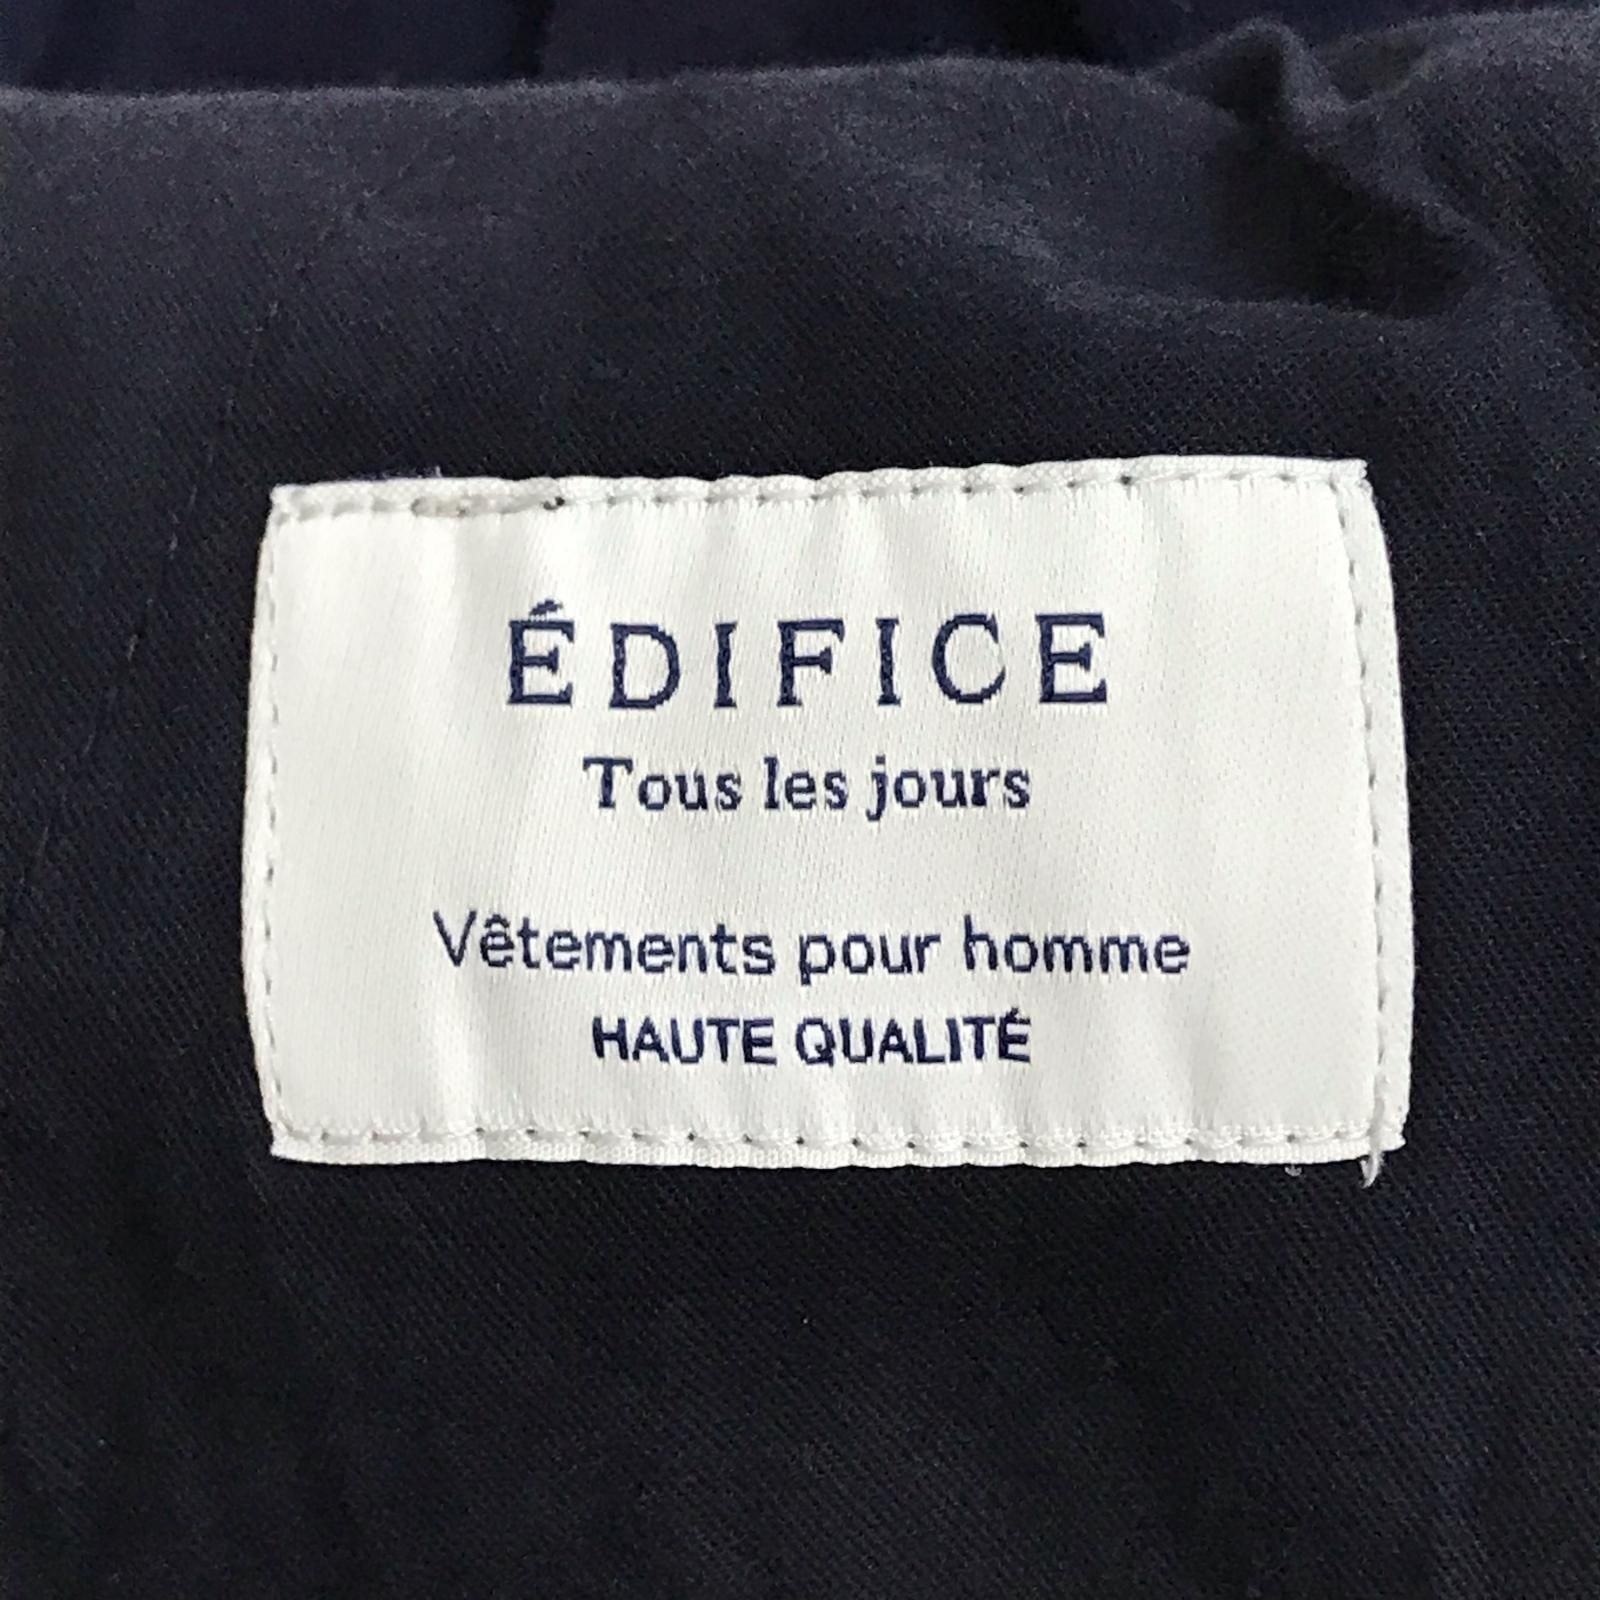 ÉDIFICE
Tous les jours
Vêtements pour homme
HAUTE QUALITÉ